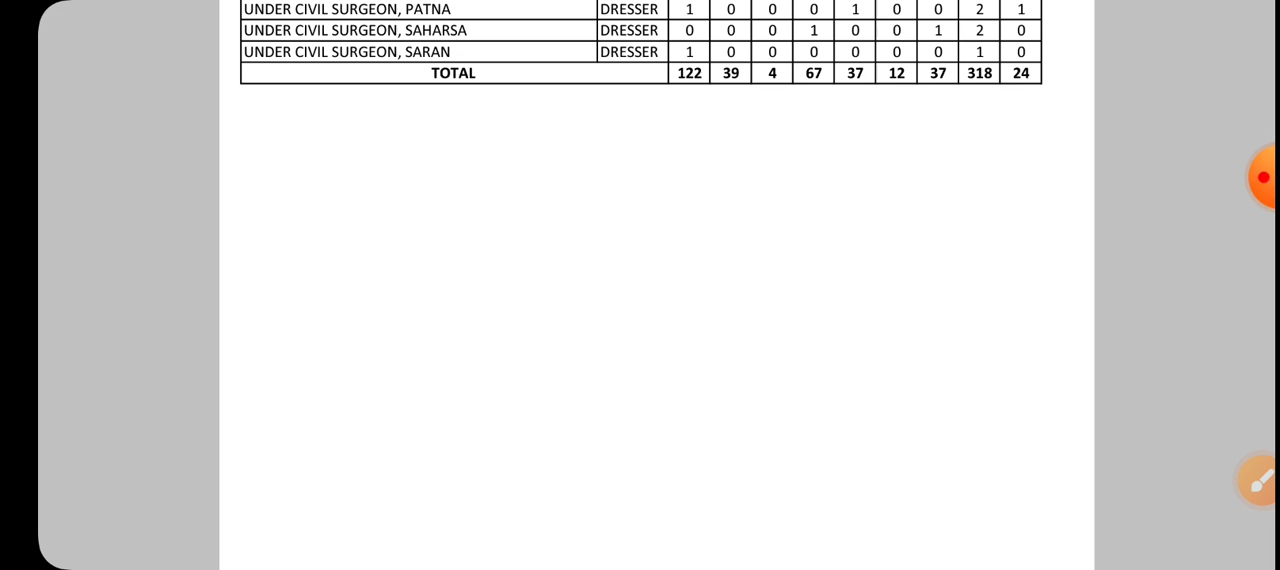 UNDER CIVIL SURGEON, PATNA DRESSER 1 0 0 0 1 0 0 2 1
UNDER CIVIL SURGEON, SAHARSA DRESSER 0 0 0 1 0 0 1 2 0
UNDER CIVIL SURGEON, SARAN DRESSER 1 0 0 0 0 0 0 1 0
TOTAL 122 39 4 67 37 12 37 318 24